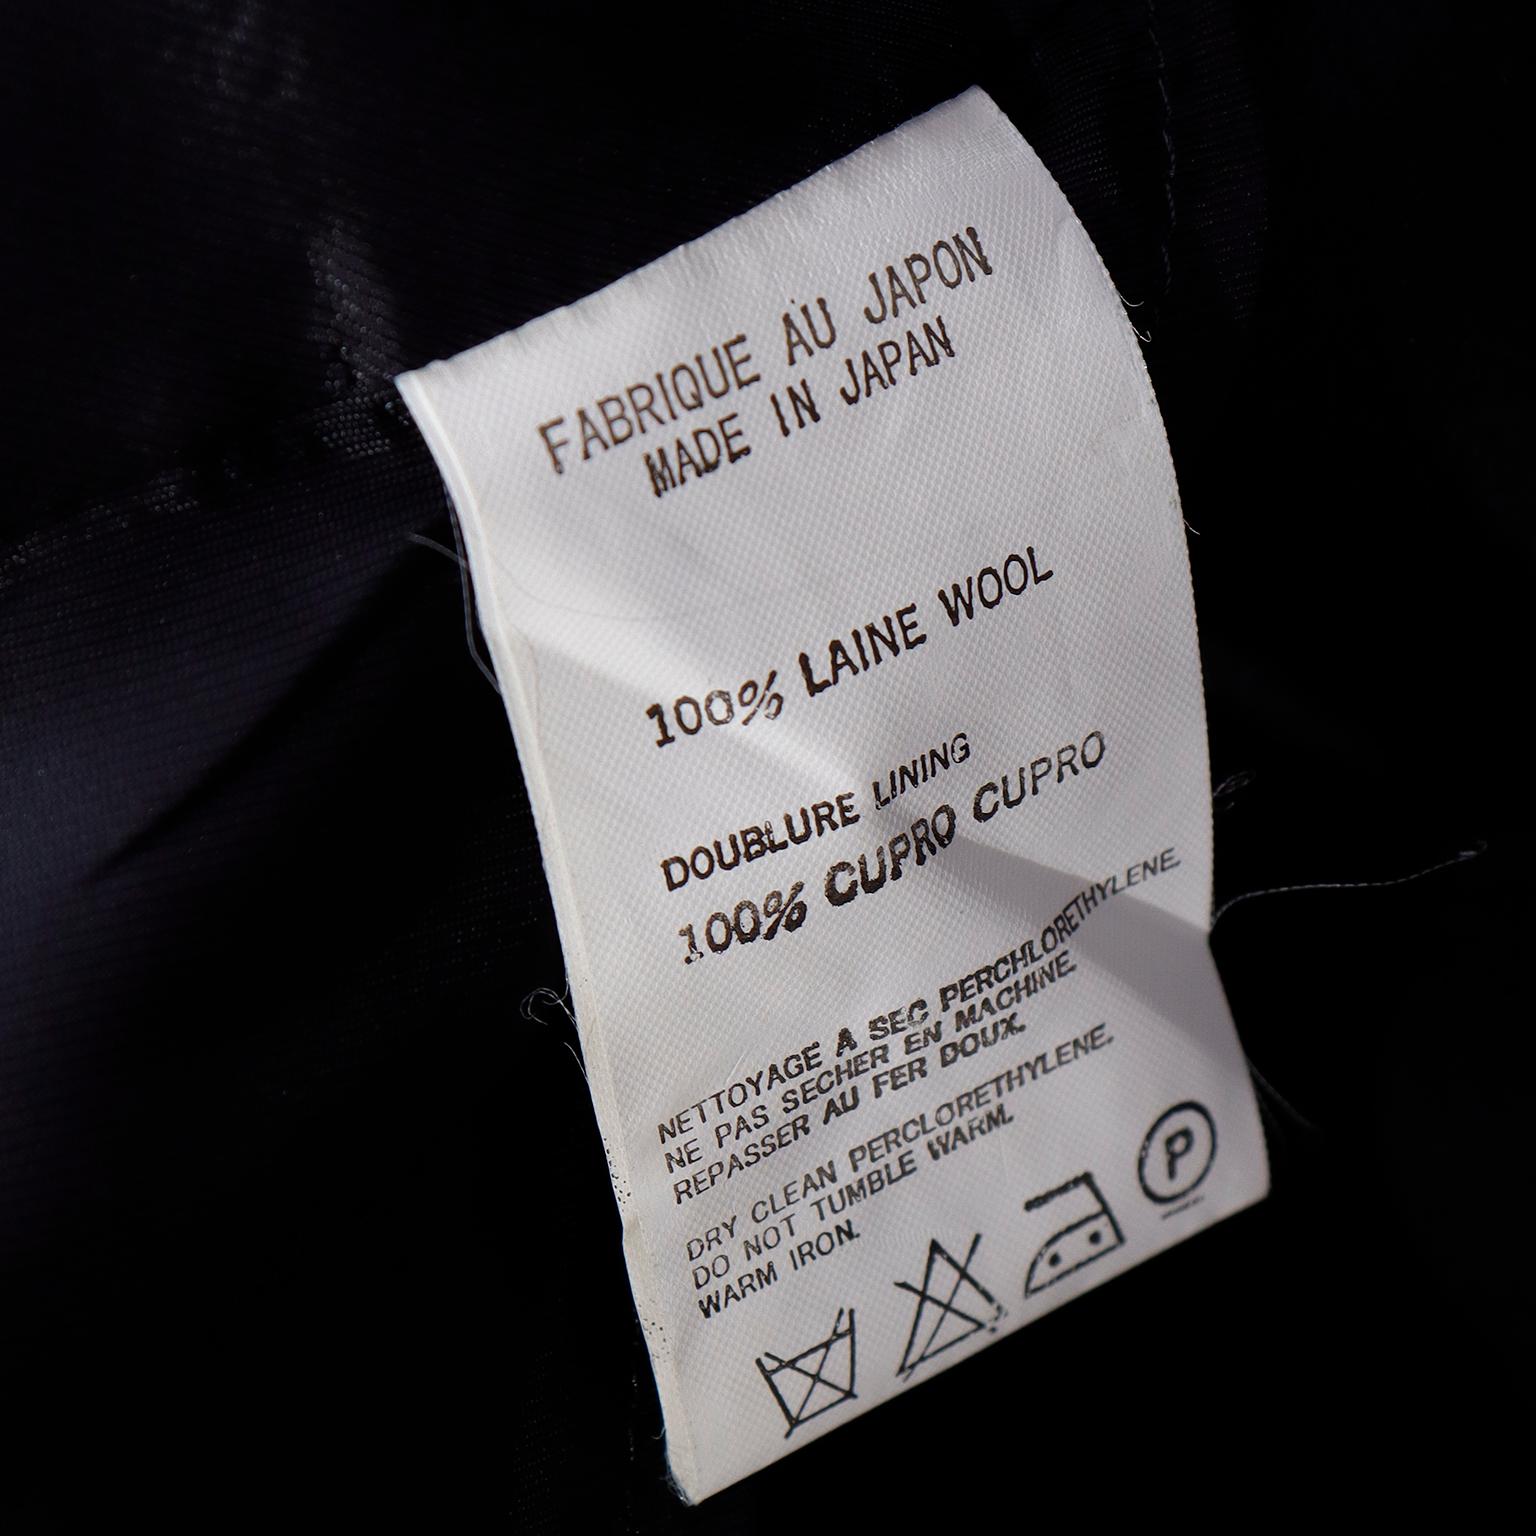 FABRIQUE AU JAPON
MADE IN JAPAN
100% LAINE WOOL
DOUBLURE LINING
100% CUPRO CUPRO
NETTOYAGE A SEC PERCHLORETHYLENE.
NE PAS SECHER EN MACHINE.
REPASSER AU FER DOUX.
DRY CLEAN PERCLORETHYLENE.
DO NOT TUMBLE WARM.
WARM IRON.
P